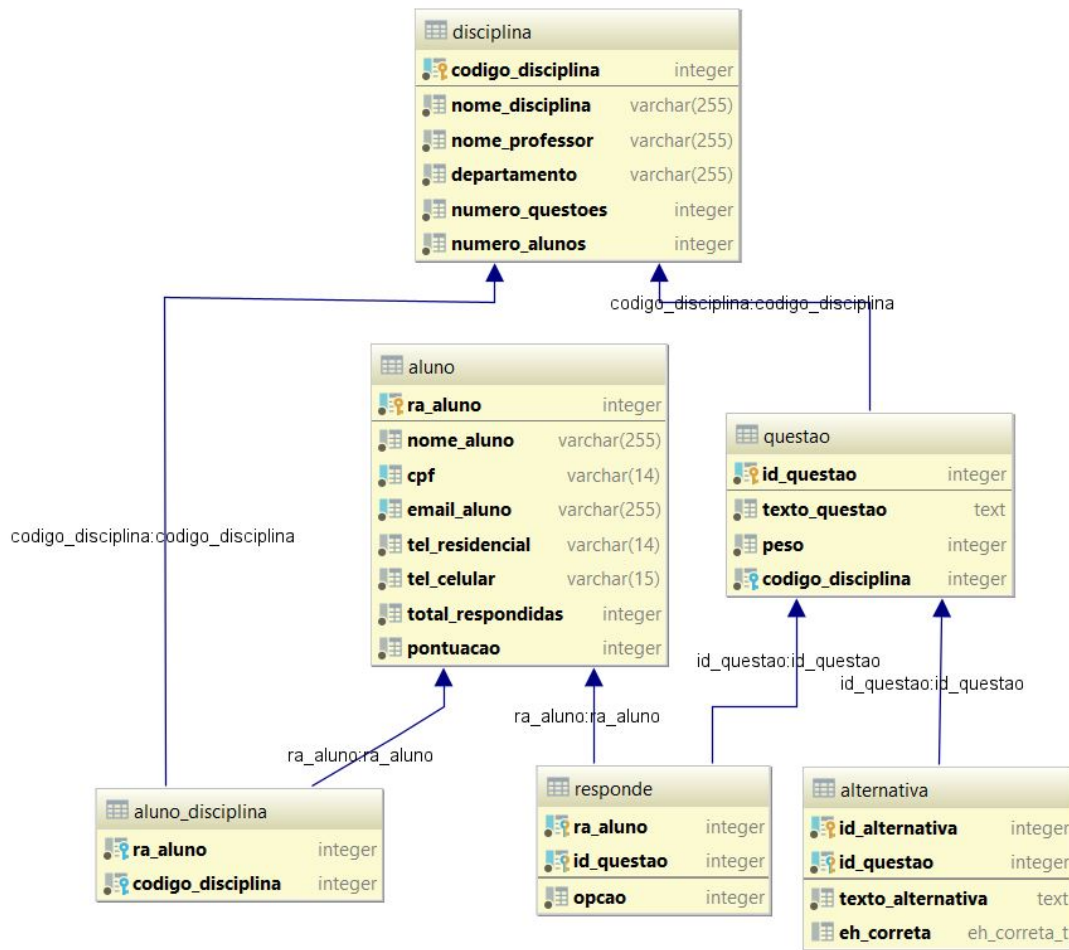 disciplina
codigo_disciplina integer
nome_disciplina varchar(255)
nome_professor varchar(255)
departamento varchar(255)
numero_questoes integer
numero_alunos integer
codigo_disciplina:codigo_disciplina
aluno
ra_aluno integer
nome_aluno varchar(255)
cpf varchar(14)
email_aluno varchar(255)
tel_residencial varchar(14)
tel_celular varchar(15)
total_respondidas integer
pontuacao integer
questao
id_questao integer
texto_questao text
peso integer
codigo_disciplina integer
codigo_disciplina:codigo_disciplina
id_questao:id_questao
id_questao:id_questao
ra_aluno:ra_aluno
ra_aluno:ra_aluno
aluno_disciplina
ra_aluno integer
codigo_disciplina integer
responde
ra_aluno integer
id_questao integer
opcao integer
alternativa
id_alternativa integer
id_questao integer
texto_alternativa text
eh_correta eh_correta_t